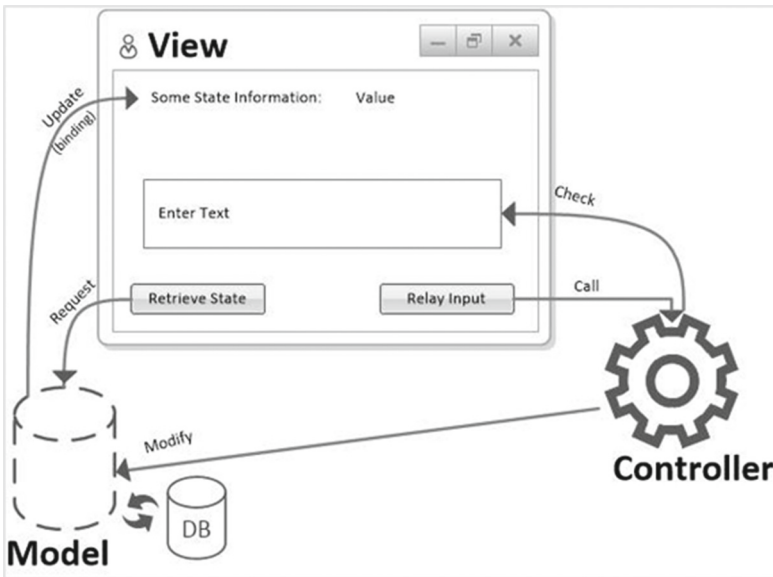 View
Update
(binding)
Some State Information: Value
Enter Text
Check
Request
Retrieve State
Relay Input
Call
Modify
Controller
DB
Model